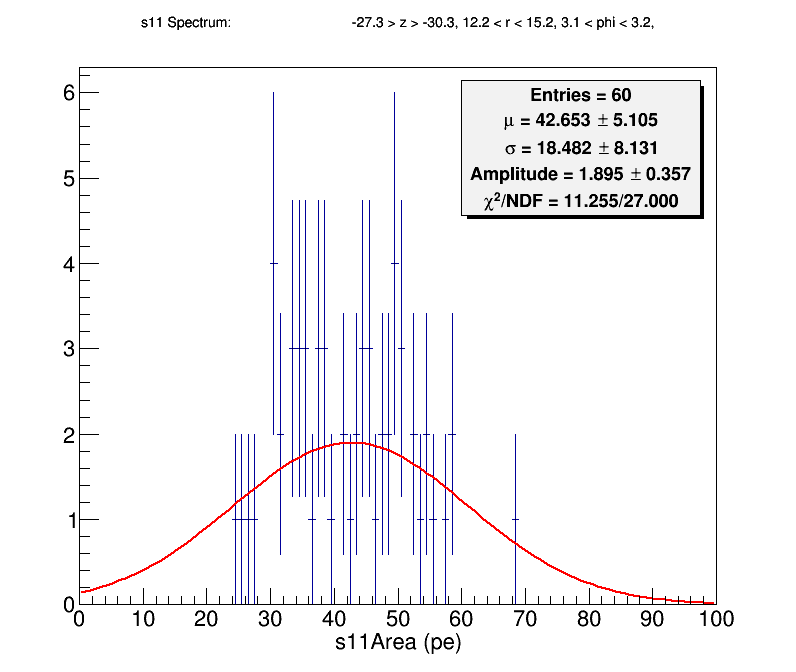 s11 Spectrum: -27.3 > z > -30.3, 12.2 < r < 15.2, 3.1 < phi < 3.2,
Entries = 60
μ = 42.653 ± 5.105
σ = 18.482 ± 8.131
Amplitude = 1.895 ± 0.357
χ²/NDF = 11.255/27.000
6
5
4
3
2
1
0
0 10 20 30 40 50 60 70 80 90 100
s11Area (pe)